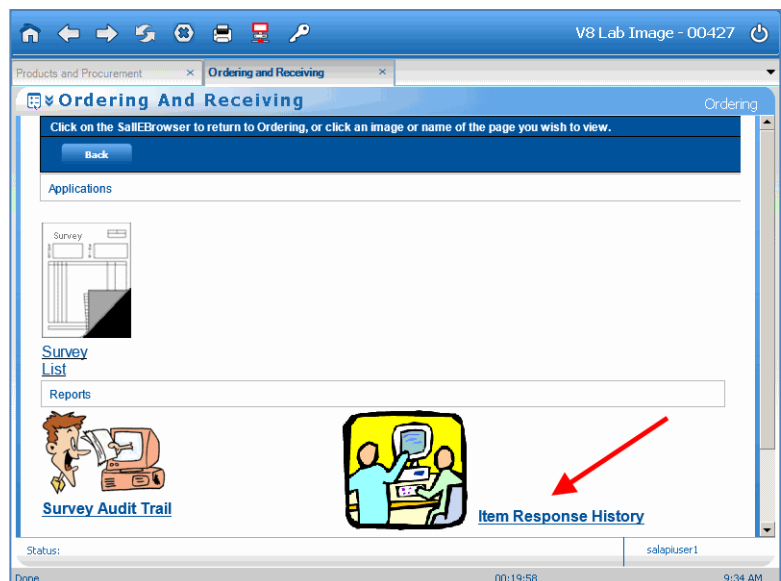 V8 Lab Image - 00427
Products and Procurement
Ordering and Receiving
Ordering And Receiving
Ordering
Click on the SallEBrowser to return to Ordering, or click an image or name of the page you wish to view.
Back
Applications
Survey
Survey
List
Reports
Survey Audit Trail
Item Response History
Status:
salapiuser1
Done
00:19:58
9:34 AM